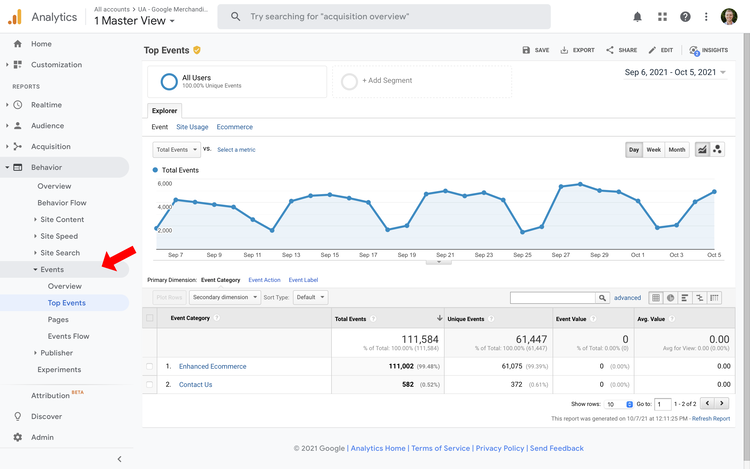 Analytics
All accounts > UA - Google Merchandi...
1 Master View
Try searching for "acquisition overview"
Home
Customization
REPORTS
Realtime
Audience
Acquisition
Behavior
Overview
Behavior Flow
Site Content
Site Speed
Site Search
Events
Overview
Top Events
Pages
Events Flow
Publisher
Experiments
Attribution BETA
Discover
Admin
Top Events
SAVE
EXPORT
SHARE
EDIT
INSIGHTS
2
All Users
100.00% Unique Events
+ Add Segment
Sep 6, 2021 - Oct 5, 2021
Explorer
Event Site Usage Ecommerce
Total Events VS. Select a metric
Day Week Month
Total Events
6,000
4,000
2,000
Sep 7 Sep 9 Sep 11 Sep 13 Sep 15 Sep 17 Sep 19 Sep 21 Sep 23 Sep 25 Sep 27 Sep 29 Oct 1 Oct 3 Oct 5
Primary Dimension: Event Category Event Action Event Label
Plot Rows Secondary dimension Sort Type: Default advanced
Event Category ? Total Events ? Unique Events ? Event Value ? Avg. Value ?
111,584 61,447 0 0.00
% of Total: 100.00% (111,584) % of Total: 100.00% (61,447) % of Total: 0.00% (0) Avg for View: 0.00 (0.00%)
1. Enhanced Ecommerce 111,002 (99.48%) 61,075 (99.39%) 0 (0.00%) 0.00
2. Contact Us 582 (0.52%) 372 (0.61%) 0 (0.00%) 0.00
Show rows: 10 Go to: 1 1 - 2 of 2
This report was generated on 10/7/21 at 12:11:25 PM - Refresh Report
© 2021 Google | Analytics Home | Terms of Service | Privacy Policy | Send Feedback